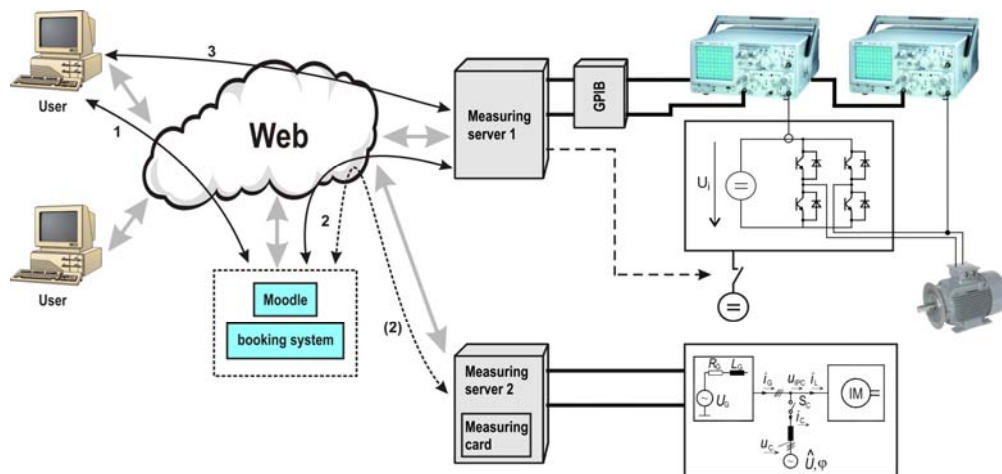 3
User
1
Web
Measuring
server 1
GPIB
U_i
=
2
Moodle
booking system
(2)
User
=
Measuring
server 2
Measuring
card
R_G
L_G
U_G
i_G
u_IPC
i_L
IM
S_C
i_C
u_C
Û,φ